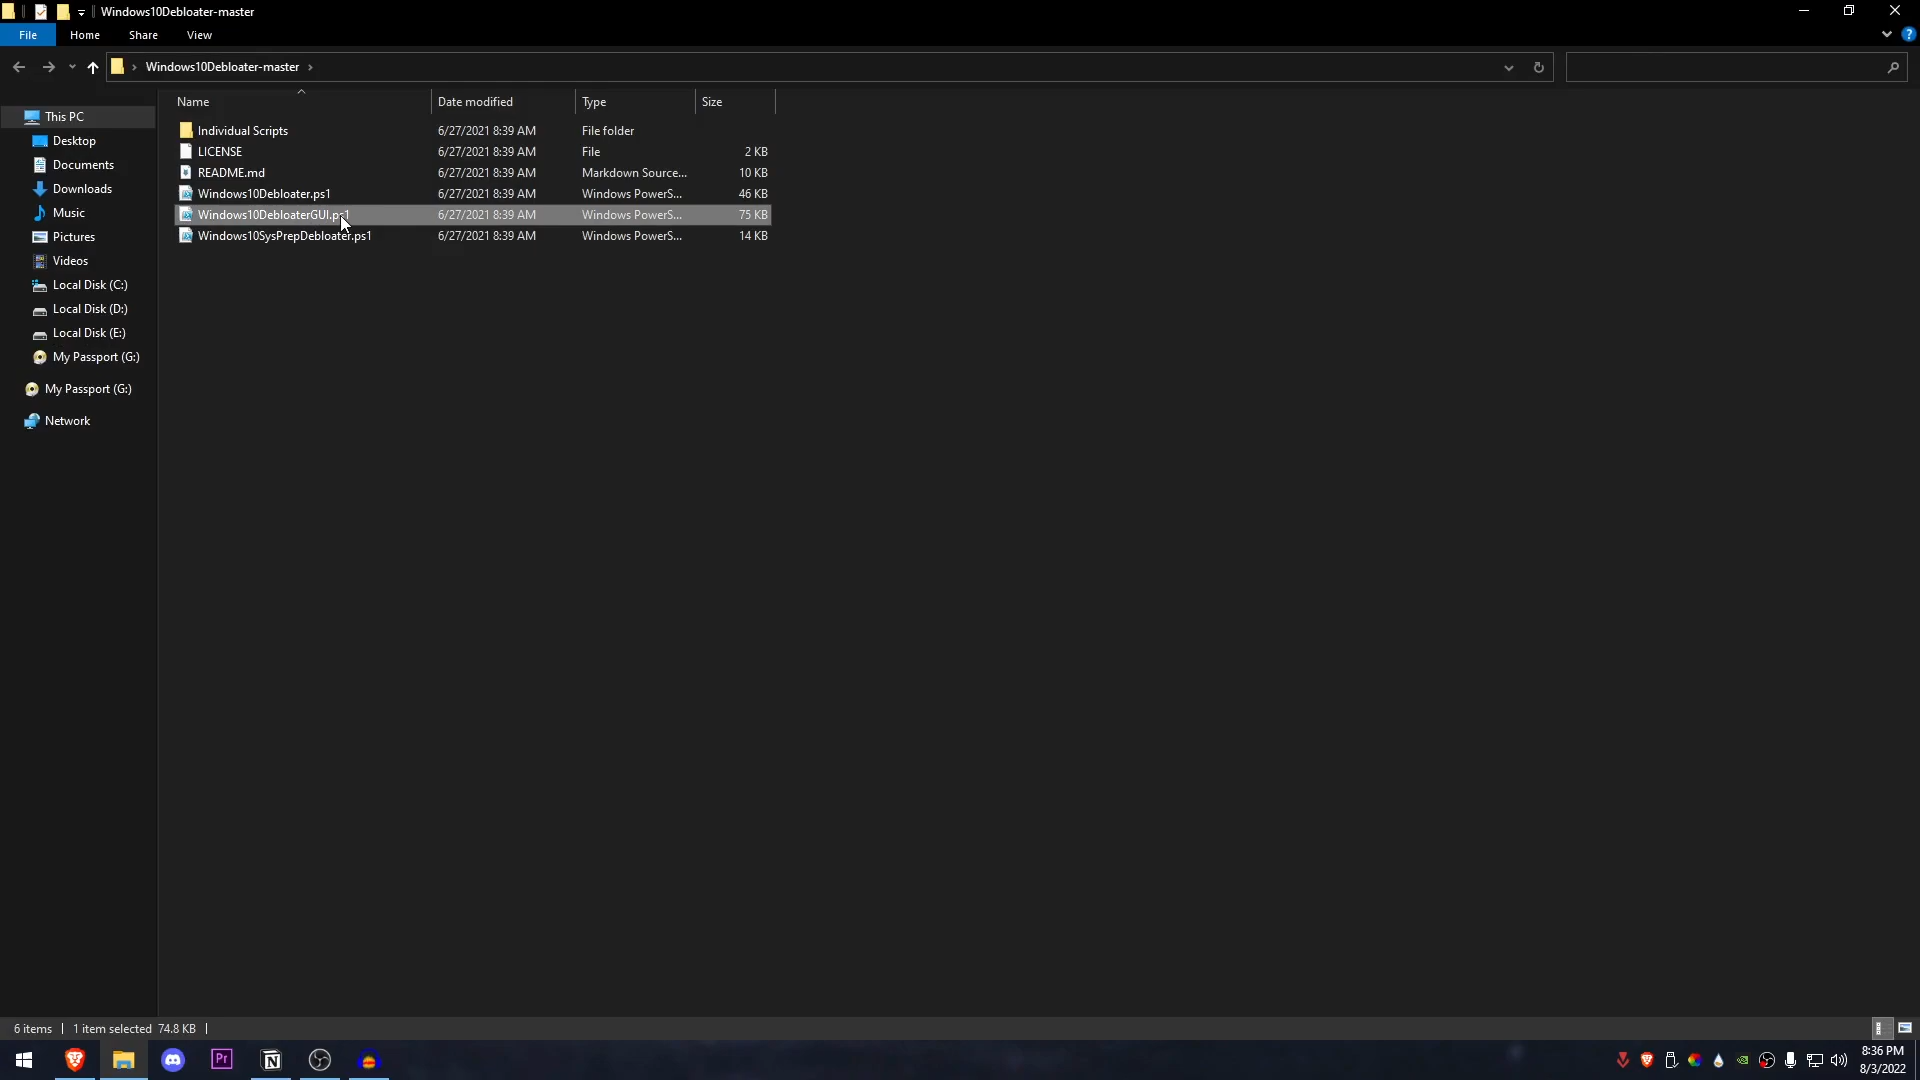 Windows10Debloater-master
File Home Share View
Windows10Debloater-master
Name Date modified Type Size
This PC
Desktop
Documents
Downloads
Music
Pictures
Videos
Local Disk (C:)
Local Disk (D:)
Local Disk (E:)
My Passport (G:)
My Passport (G:)
Network
Individual Scripts 6/27/2021 8:39 AM File folder
LICENSE 6/27/2021 8:39 AM File 2 KB
README.md 6/27/2021 8:39 AM Markdown Source... 10 KB
Windows10Debloater.ps1 6/27/2021 8:39 AM Windows PowerS... 46 KB
Windows10DebloaterGUI.ps1 6/27/2021 8:39 AM Windows PowerS... 75 KB
Windows10SysPrepDebloater.ps1 6/27/2021 8:39 AM Windows PowerS... 14 KB
6 items 1 item selected 74.8 KB
Pr
8:36 PM
8/3/2022